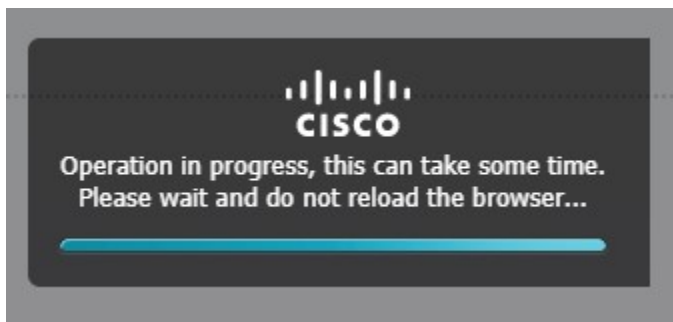 CISCO
Operation in progress, this can take some time.
Please wait and do not reload the browser...